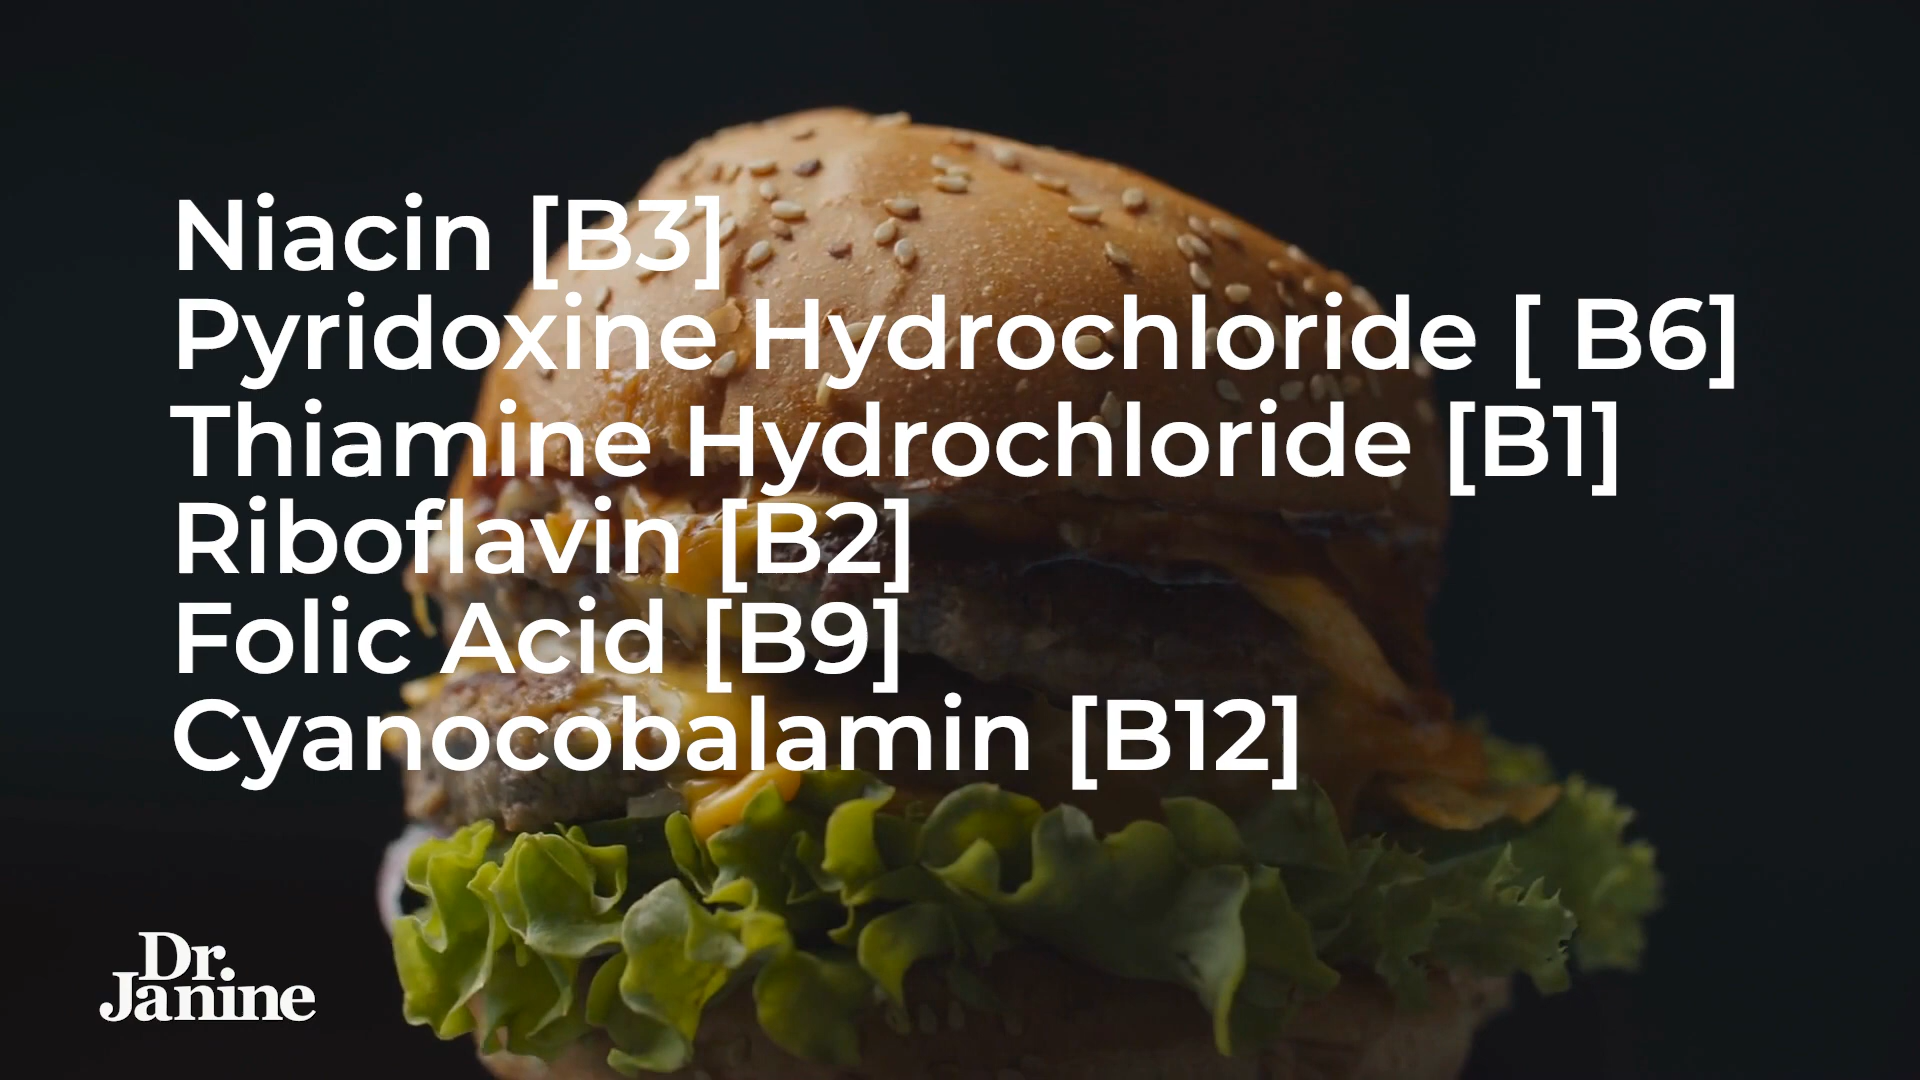 Niacin [B3]
Pyridoxine Hydrochloride [ B6]
Thiamine Hydrochloride [B1]
Riboflavin [B2]
Folic Acid [B9]
Cyanocobalamin [B12]
Dr.
Janine